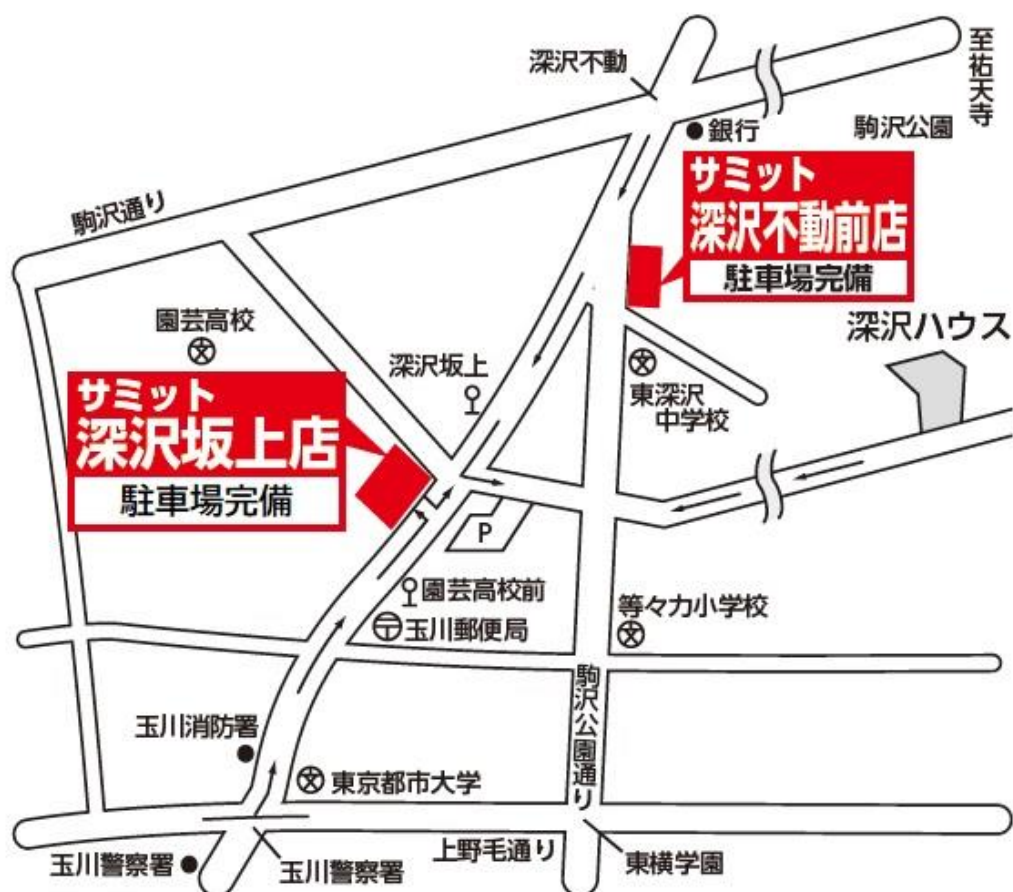 深沢不動
至祐天寺
銀行
駒沢公園
サミット
深沢不動前店
駐車場完備
駒沢通り
園芸高校
深沢坂上
深沢ハウス
東深沢
中学校
サミット
深沢坂上店
駐車場完備
P
園芸高校前
玉川郵便局
等々力小学校
駒沢公園通り
玉川消防署
東京都市大学
上野毛通り
玉川警察署
玉川警察署
東横学園